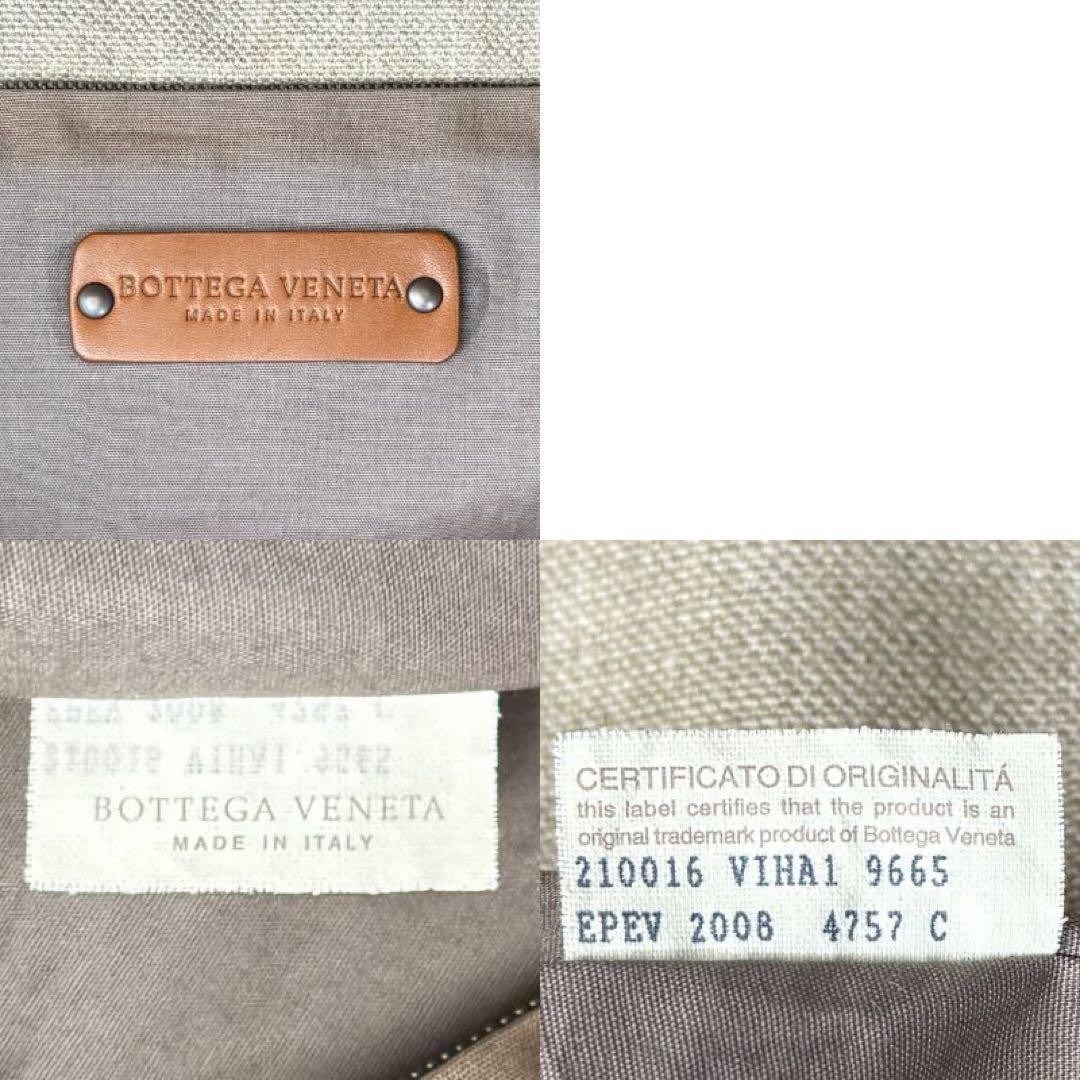 BOTTEGA VENETA
MADE IN ITALY
BOTTEGA VENETA
MADE IN ITALY
CERTIFICATO DI ORIGINALITÁ
this label certifies that the product is an
original trademark product of Bottega Veneta
210016 VIHA1 9665
EPEV 2008 4757 C